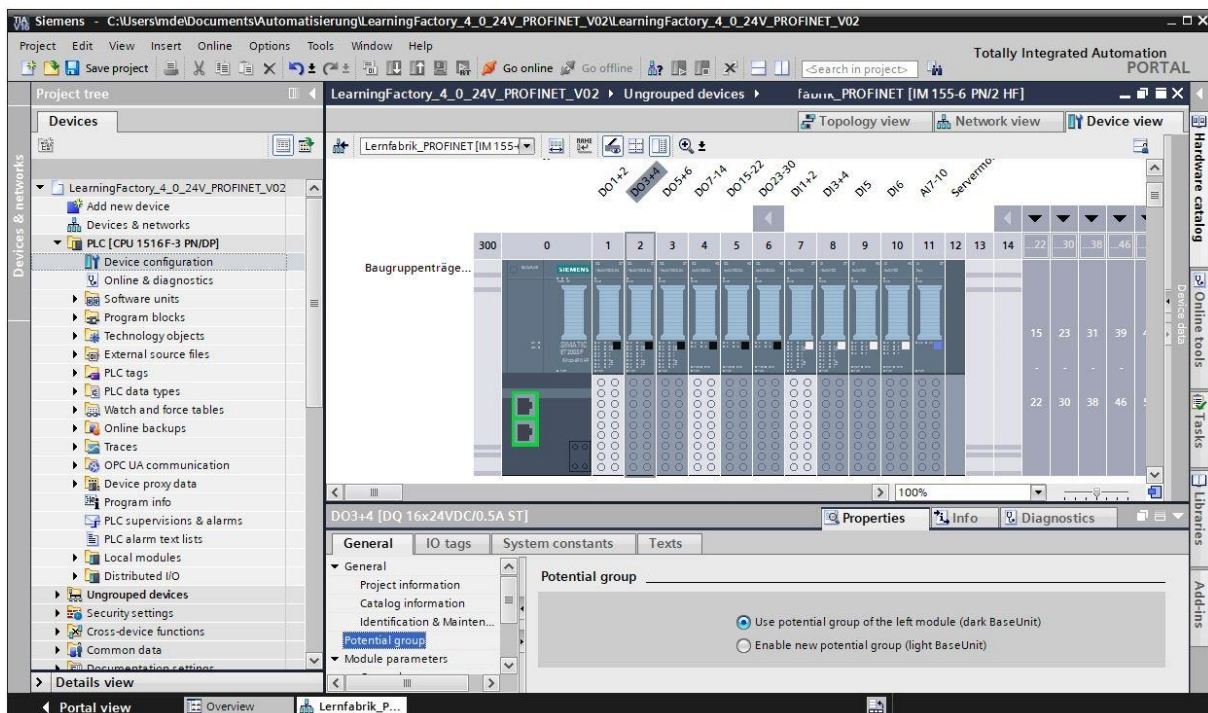 TIA V16 Siemens - C:\Users\mde\Documents\Automatisierung\LearningFactory_4_0_24V_PROFINET_V02\LearningFactory_4_0_24V_PROFINET_V02
Project Edit View Insert Online Options Tools Window Help
Save project Go online Go offline <Search in project>
Totally Integrated Automation
PORTAL
Project tree
LearningFactory_4_0_24V_PROFINET_V02 Ungrouped devices _PROFINET [IM 155-6 PN/2 HF]
Devices
Topology view Network view Device view
Lernfabrik_PROFINET [IM 155-
Devices & networks
LearningFactory_4_0_24V_PROFINET_V02
Add new device
Devices & networks
PLC [CPU 1516F-3 PN/DP]
Device configuration
Online & diagnostics
Software units
Program blocks
Technology objects
External source files
PLC tags
PLC data types
Watch and force tables
Online backups
Traces
OPC UA communication
Device proxy data
Program info
PLC supervisions & alarms
PLC alarm text lists
Local modules
Distributed I/O
Ungrouped devices
Security settings
Cross-device functions
Common data
Documentation settings
Details view
DO1+2 DO3+4 DO5+6 DO7-14 DO15-22 DO23-30 DI1+2 DI3+4 DI5 DI6 AI7-10 Servermo
300 0 1 2 3 4 5 6 7 8 9 10 11 12 13 14 ...22 ...30 ...38 ...46
Baugruppenträge...
SIEMENS
SIMATIC
ET 200SP
15 23 31 39
- - - -
22 30 38 46
Device data
100%
DO3+4 [DQ 16x24VDC/0.5A ST]
Properties Info Diagnostics
General IO tags System constants Texts
General
Project information
Catalog information
Identification & Mainten...
Potential group
Module parameters
Potential group
Use potential group of the left module (dark BaseUnit)
Enable new potential group (light BaseUnit)
Hardware catalog
Online tools
Tasks
Libraries
Add-ins
Portal view Overview Lernfabrik_P...